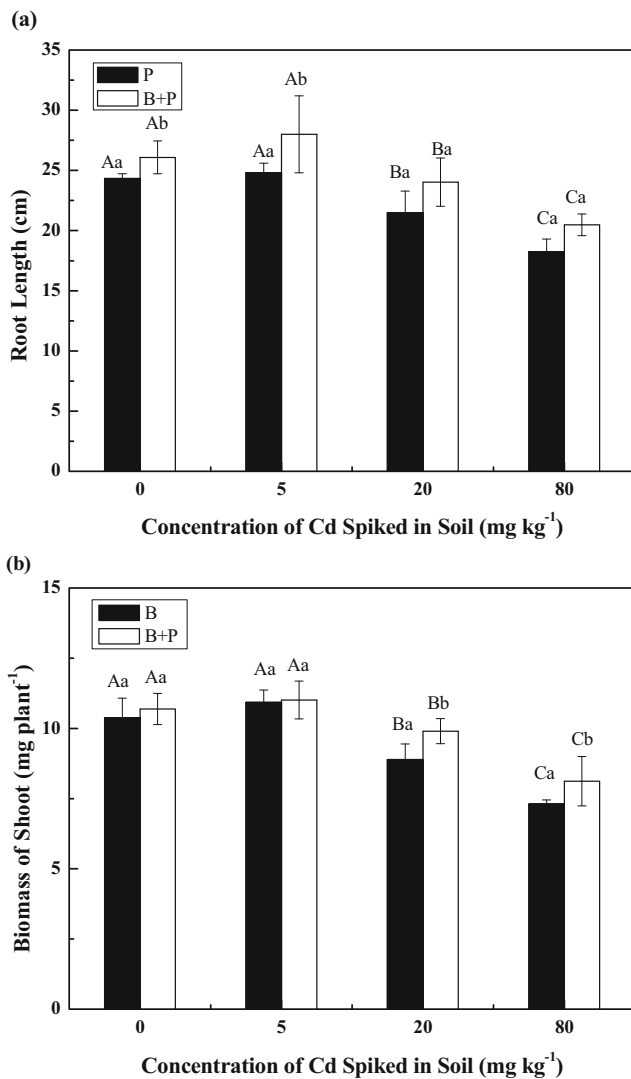 (a)
35
30
25
20
15
10
5
0
Root Length (cm)
P
B+P
Aa
Ab
Aa
Ab
Ba
Ba
Ca
Ca
0
5
20
80
Concentration of Cd Spiked in Soil (mg kg⁻¹)
(b)
15
10
5
0
Biomass of Shoot (mg plant⁻¹)
B
B+P
Aa
Aa
Aa
Aa
Ba
Bb
Ca
Cb
0
5
20
80
Concentration of Cd Spiked in Soil (mg kg⁻¹)